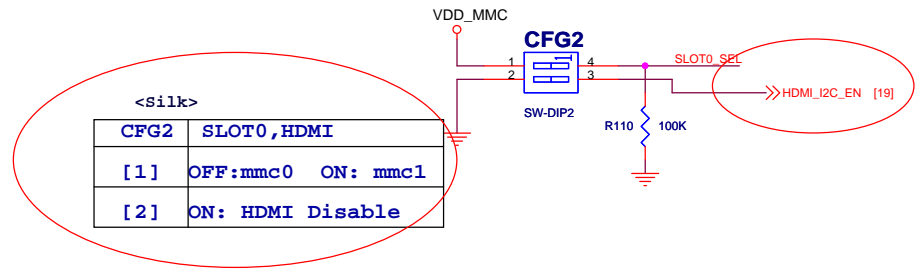 VDD_MMC
CFG2
1
2
1
4
3
SLOT0_SEL
HDMI_I2C_EN [19]
SW-DIP2
R110 100K
<Silk>
CFG2 SLOT0,HDMI
[1] OFF:mmc0 ON: mmc1
[2] ON: HDMI Disable